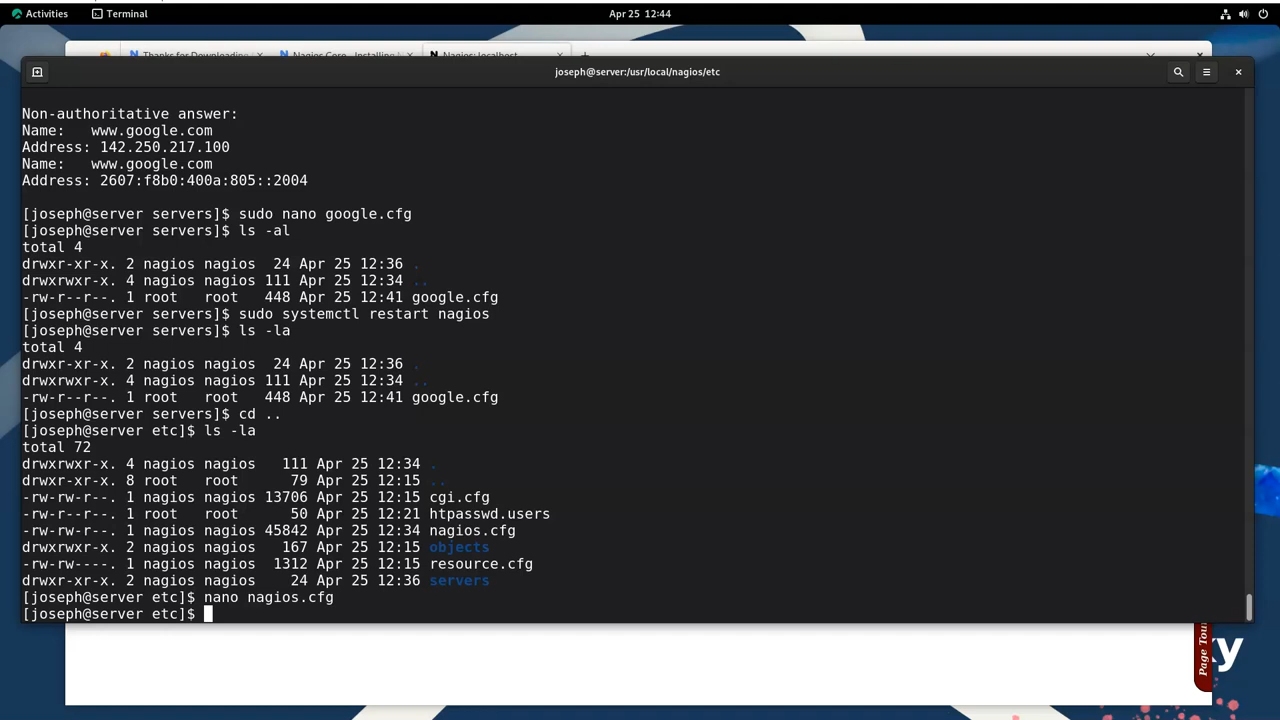 Activities
Terminal
Apr 25 12:44
Thanks for Downloading
Nagios Core - Installing
Nagios: localhost
joseph@server:/usr/local/nagios/etc
Non-authoritative answer:
Name:   www.google.com
Address: 142.250.217.100
Name:   www.google.com
Address: 2607:f8b0:400a:805::2004
[joseph@server servers]$ sudo nano google.cfg
[joseph@server servers]$ ls -al
total 4
drwxr-xr-x. 2 nagios nagios  24 Apr 25 12:36 .
drwxrwxr-x. 4 nagios nagios 111 Apr 25 12:34 ..
-rw-r--r--. 1 root   root   448 Apr 25 12:41 google.cfg
[joseph@server servers]$ sudo systemctl restart nagios
[joseph@server servers]$ ls -la
total 4
drwxr-xr-x. 2 nagios nagios  24 Apr 25 12:36 .
drwxrwxr-x. 4 nagios nagios 111 Apr 25 12:34 ..
-rw-r--r--. 1 root   root   448 Apr 25 12:41 google.cfg
[joseph@server servers]$ cd ..
[joseph@server etc]$ ls -la
total 72
drwxrwxr-x. 4 nagios nagios   111 Apr 25 12:34 .
drwxr-xr-x. 8 root   root      79 Apr 25 12:15 ..
-rw-rw-r--. 1 nagios nagios 13706 Apr 25 12:15 cgi.cfg
-rw-r--r--. 1 root   root      50 Apr 25 12:21 htpasswd.users
-rw-rw-r--. 1 nagios nagios 45842 Apr 25 12:34 nagios.cfg
drwxrwxr-x. 2 nagios nagios   167 Apr 25 12:15 objects
-rw-rw----. 1 nagios nagios  1312 Apr 25 12:15 resource.cfg
drwxr-xr-x. 2 nagios nagios    24 Apr 25 12:36 servers
[joseph@server etc]$ nano nagios.cfg
[joseph@server etc]$
Page Tou
xy